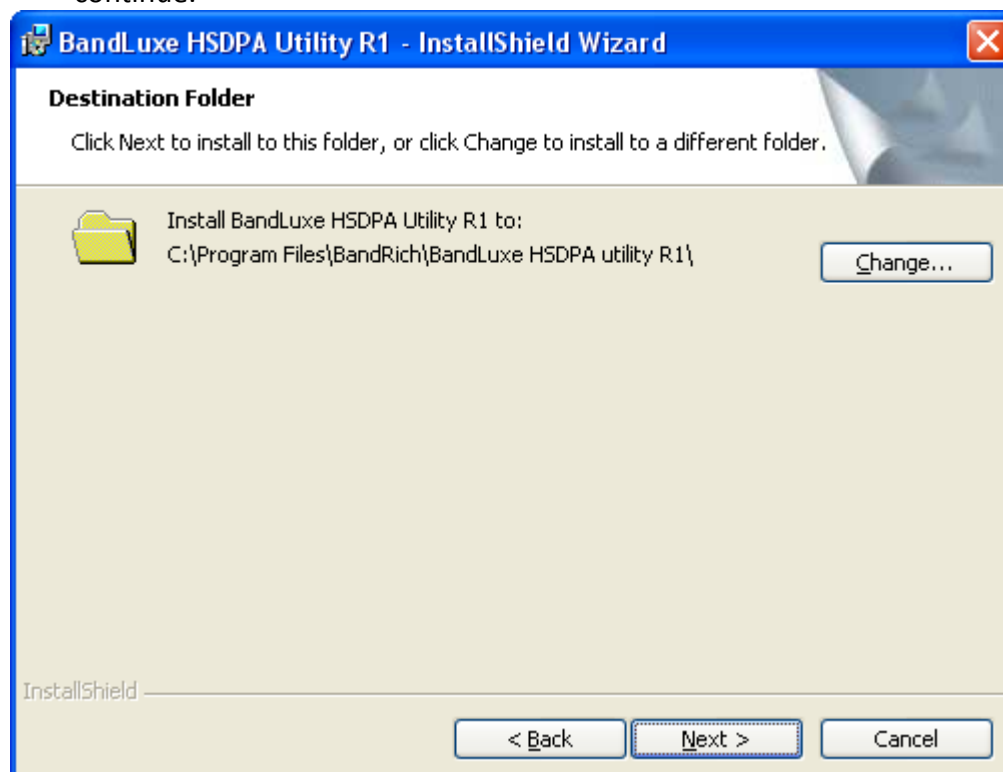 continue.
BandLuxe HSDPA Utility R1 - InstallShield Wizard
Destination Folder
Click Next to install to this folder, or click Change to install to a different folder.
Install BandLuxe HSDPA Utility R1 to:
C:\Program Files\BandRich\BandLuxe HSDPA utility R1\
Change...
InstallShield
< Back Next > Cancel